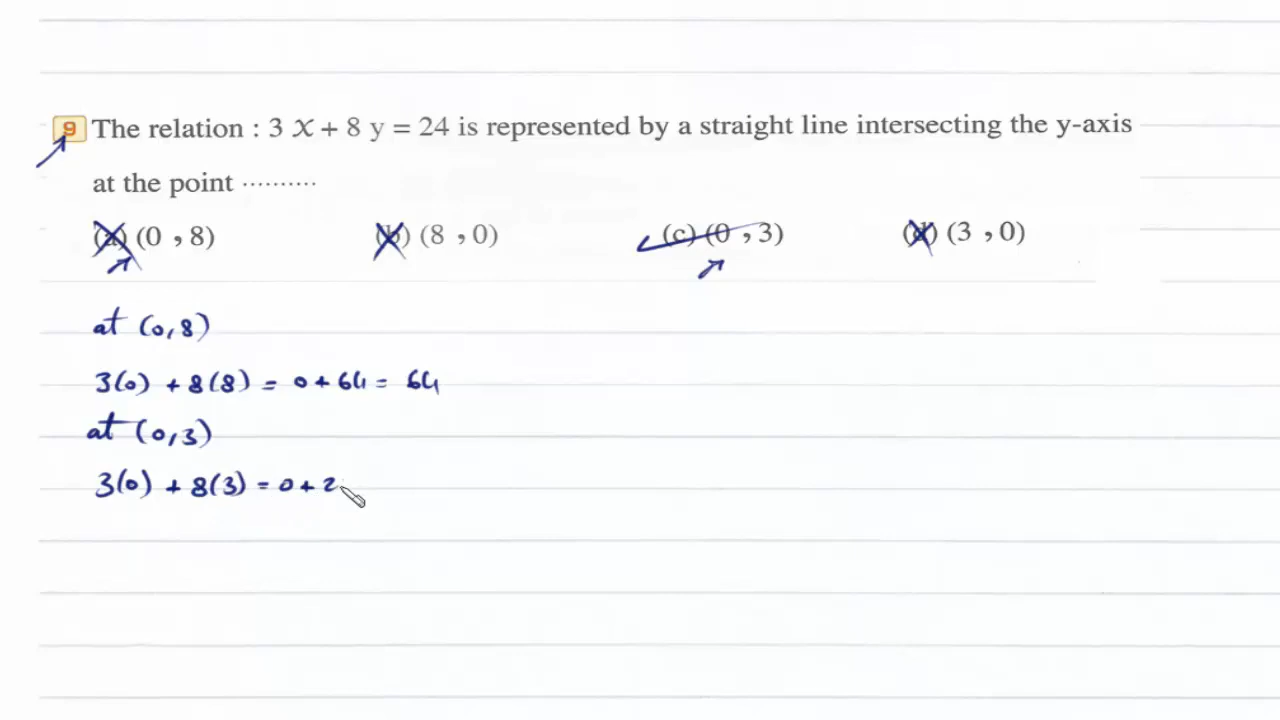 9 The relation : 3 x + 8 y = 24 is represented by a straight line intersecting the y-axis
at the point ..........
(a) (0 , 8) (b) (8 , 0) (c) (0 , 3) (d) (3 , 0)
at (0,8)
3(0) + 8(8) = 0 + 64 = 64
at (0,3)
3(0) + 8(3) = 0 + 2